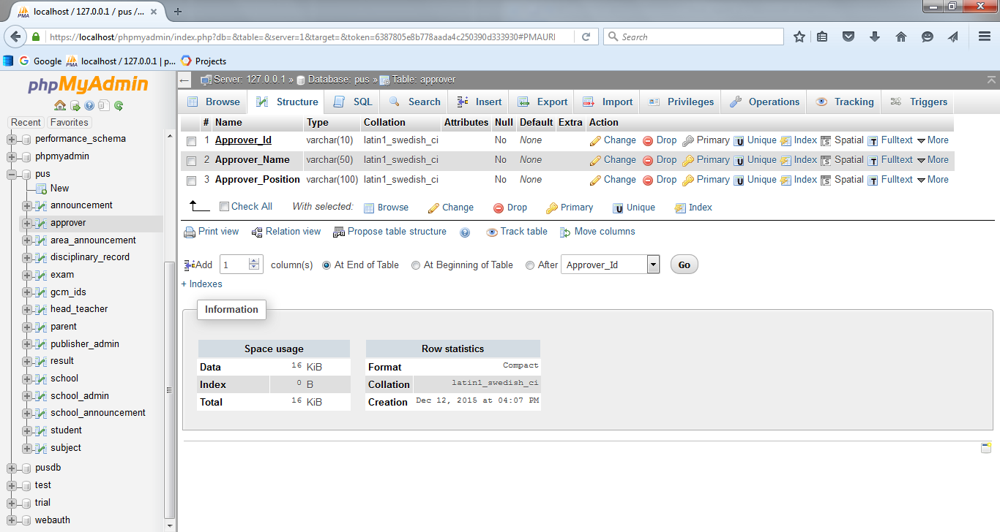 localhost / 127.0.0.1 / pus /...
https://localhost/phpmyadmin/index.php?db=&table=&server=1&target=&token=6387805e8b778aada4c250390d333930#PMAURL
Search
Google localhost / 127.0.0.1 | p... Projects
phpMyAdmin
Recent Favorites
performance_schema
phpmyadmin
pus
New
announcement
approver
area_announcement
disciplinary_record
exam
gcm_ids
head_teacher
parent
publisher_admin
result
school
school_admin
school_announcement
student
subject
pusdb
test
trial
webauth
Server: 127.0.0.1 » Database: pus » Table: approver
Browse Structure SQL Search Insert Export Import Privileges Operations Tracking Triggers
# Name Type Collation Attributes Null Default Extra Action
1 Approver_Id varchar(10) latin1_swedish_ci No None Change Drop Primary Unique Index Spatial Fulltext More
2 Approver_Name varchar(50) latin1_swedish_ci No None Change Drop Primary Unique Index Spatial Fulltext More
3 Approver_Position varchar(100) latin1_swedish_ci No None Change Drop Primary Unique Index Spatial Fulltext More
Check All With selected: Browse Change Drop Primary Unique Index
Print view Relation view Propose table structure Track table Move columns
Add 1 column(s) At End of Table At Beginning of Table After Approver_Id Go
+ Indexes
Information
Space usage
Data 16 KiB
Index 0 B
Total 16 KiB
Row statistics
Format Compact
Collation latin1_swedish_ci
Creation Dec 12, 2015 at 04:07 PM